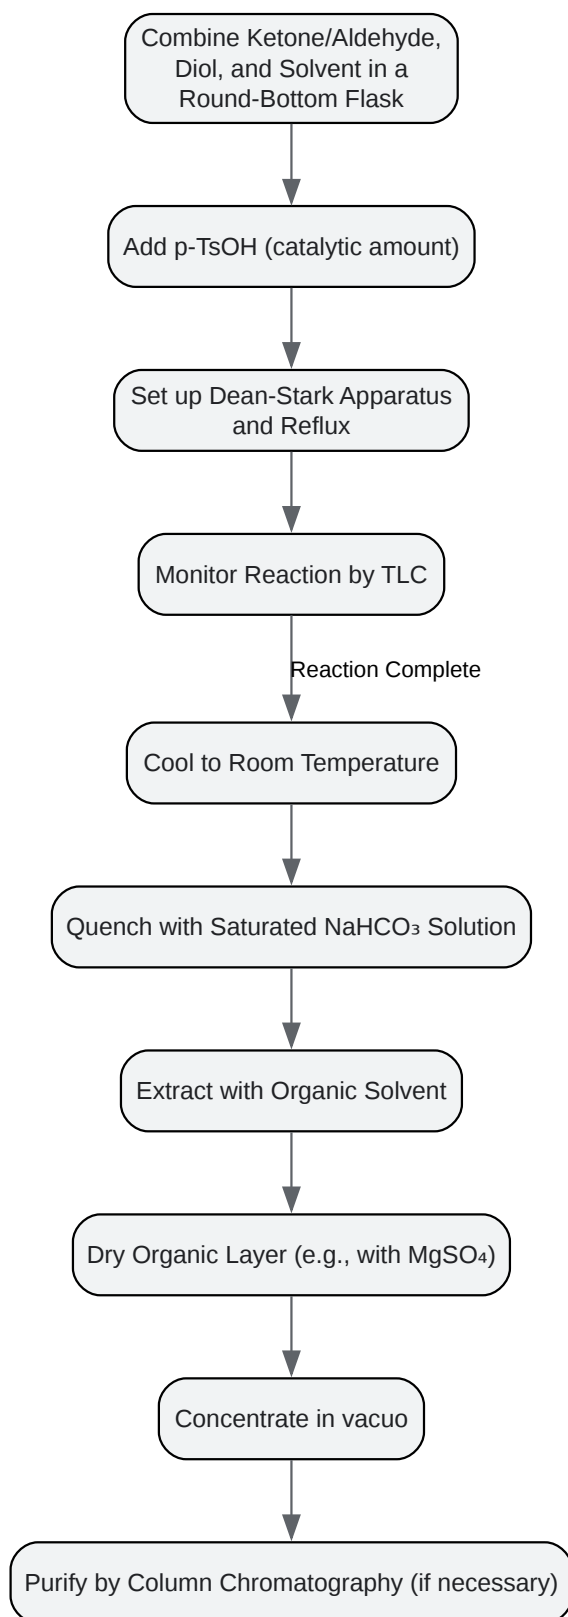 Combine Ketone/Aldehyde,
Diol, and Solvent in a
Round-Bottom Flask
Add p-TsOH (catalytic amount)
Set up Dean-Stark Apparatus
and Reflux
Monitor Reaction by TLC
Reaction Complete
Cool to Room Temperature
Quench with Saturated NaHCO₃ Solution
Extract with Organic Solvent
Dry Organic Layer (e.g., with MgSO₄)
Concentrate in vacuo
Purify by Column Chromatography (if necessary)